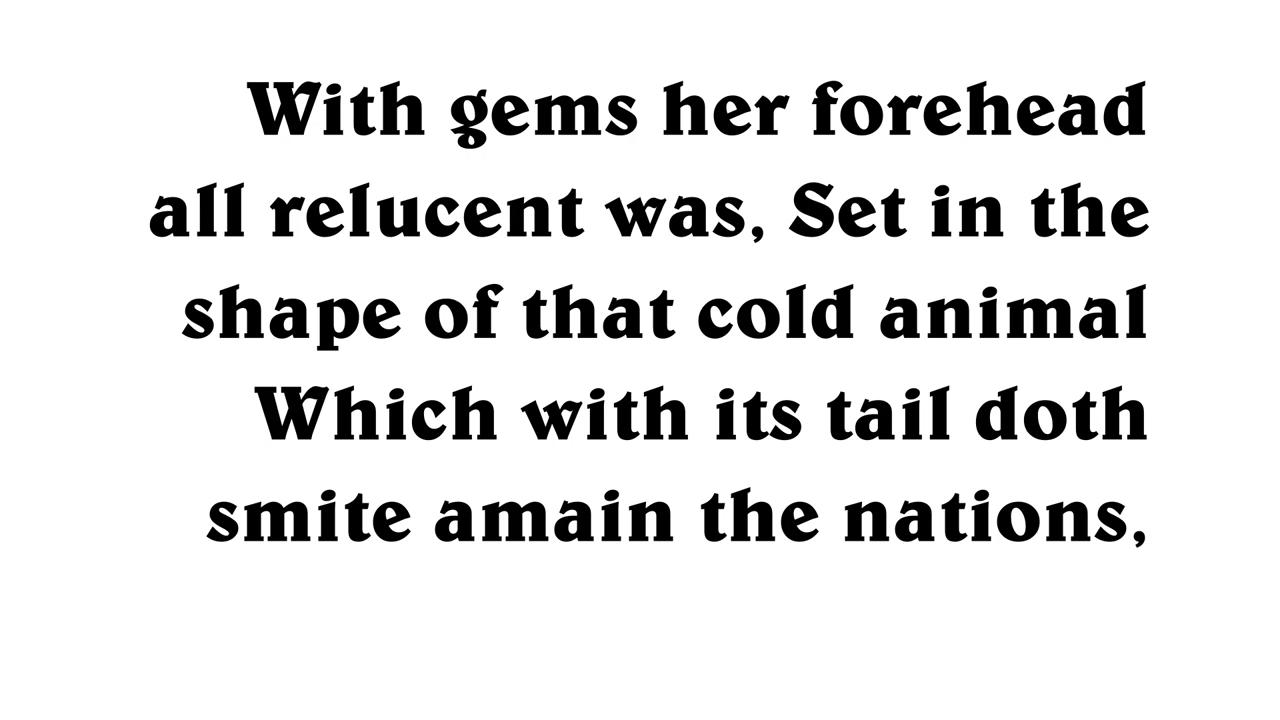 With gems her forehead
all relucent was, Set in the
shape of that cold animal
Which with its tail doth
smite amain the nations,